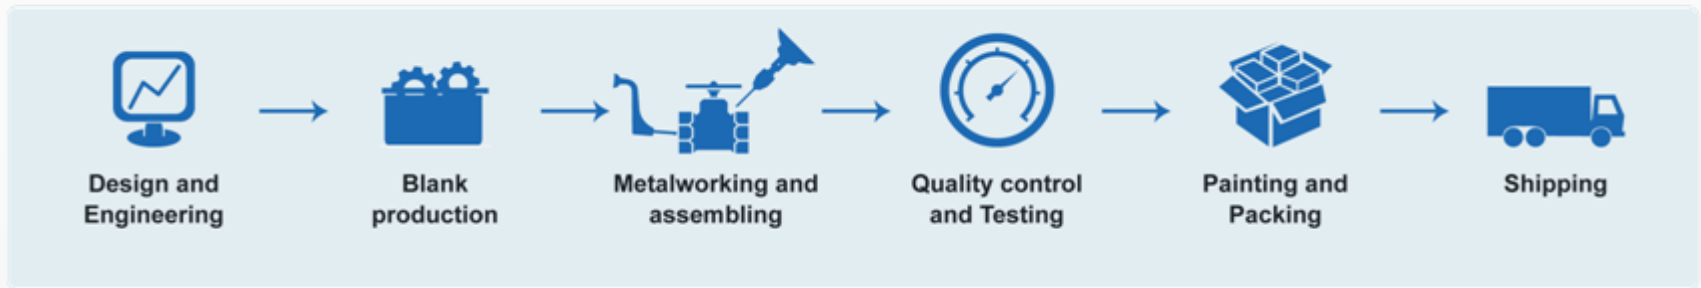 Design and
Engineering
Blank
production
Metalworking and
assembling
Quality control
and Testing
Painting and
Packing
Shipping